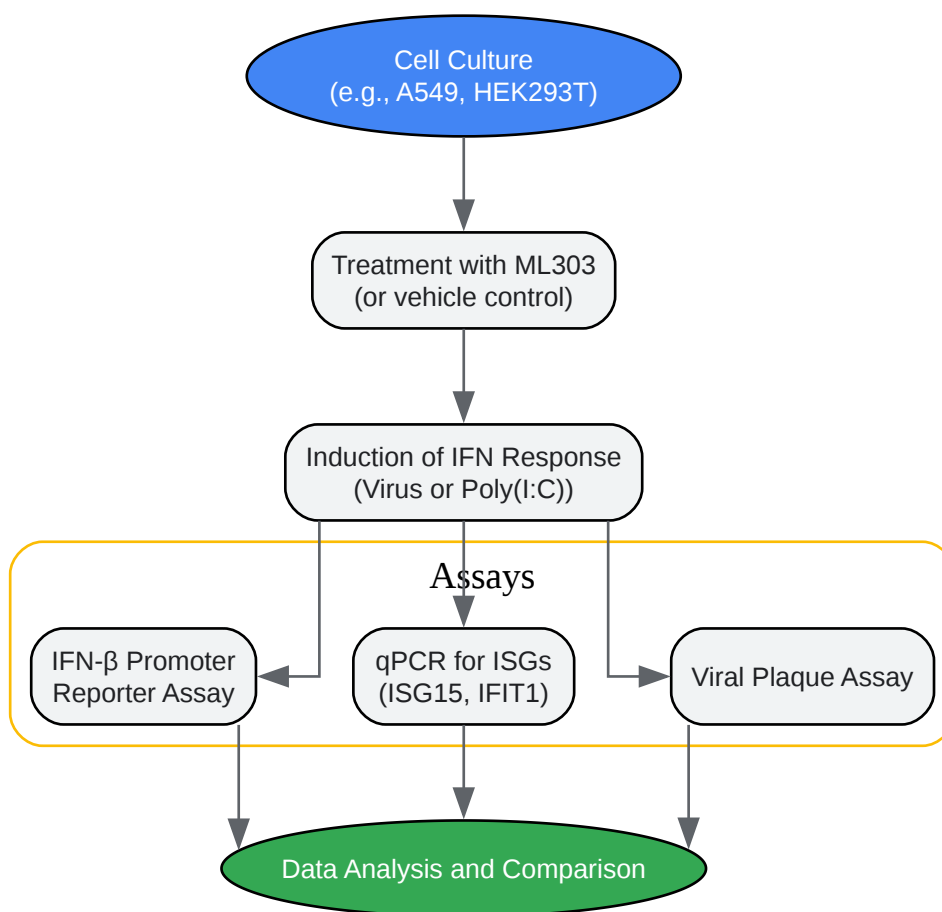 Cell Culture
(e.g., A549, HEK293T)
Treatment with ML303
(or vehicle control)
Induction of IFN Response
(Virus or Poly(I:C))
Assays
IFN-β Promoter
Reporter Assay
qPCR for ISGs
(ISG15, IFIT1)
Viral Plaque Assay
Data Analysis and Comparison